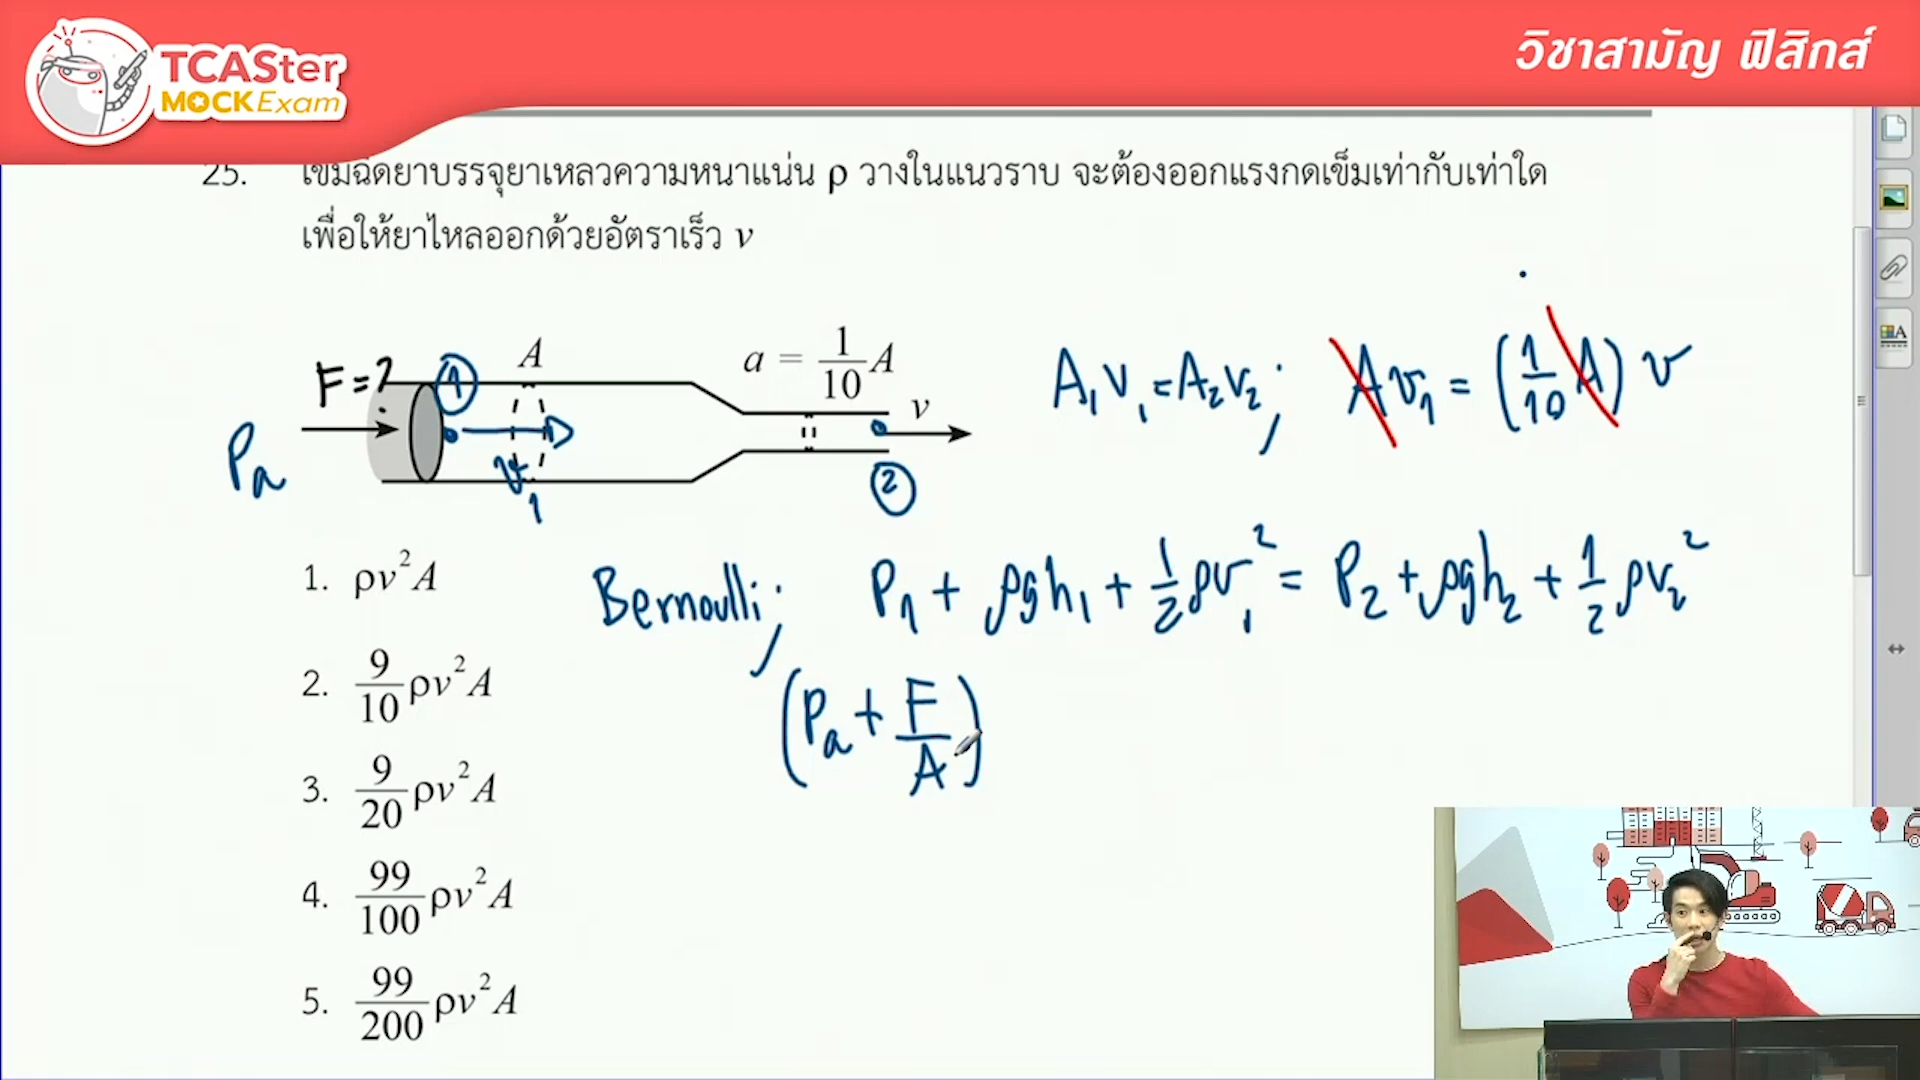 TCASter
MOCK Exam
วิชาสามัญ ฟิสิกส์
25. เข็มฉีดยาบรรจุยาเหลวความหนาแน่น ρ วางในแนวราบ จะต้องออกแรงกดเข็มเท่ากับเท่าใด
เพื่อให้ยาไหลออกด้วยอัตราเร็ว v
F=?
Pa
1
A
v1
a = 1/10 A
v
2
A1v1=A2v2; Av1 = (1/10 A) v
Bernoulli; P1 + ρgh1 + 1/2 ρv1² = P2 + ρgh2 + 1/2 ρv2²
(Pa + F/A)
1. ρv²A
2. 9/10 ρv²A
3. 9/20 ρv²A
4. 99/100 ρv²A
5. 99/200 ρv²A